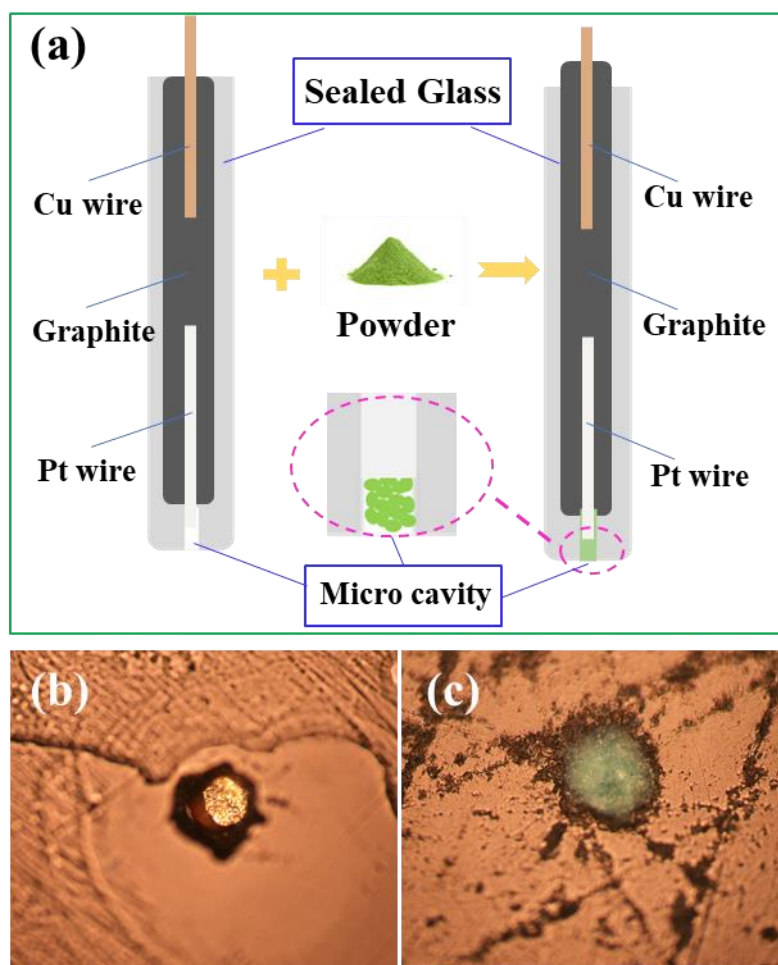 (a)
Sealed Glass
Cu wire
Cu wire
Graphite
Powder
Graphite
Pt wire
Pt wire
Micro cavity
(b)
(c)